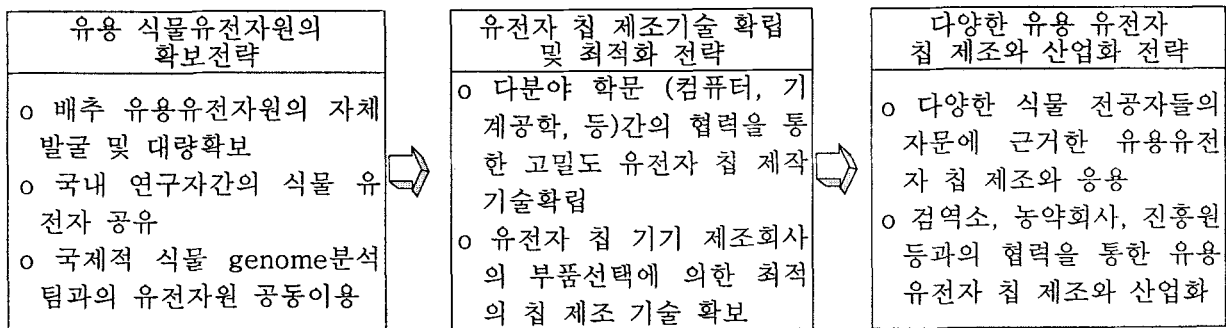 유용 식물유전자원의
확보전략
o 배추 유용유전자원의 자체
발굴 및 대량확보
o 국내 연구자간의 식물 유
전자 공유
o 국제적 식물 genome분석
팀과의 유전자원 공동이용
유전자 칩 제조기술 확립
및 최적화 전략
o 다분야 학문 (컴퓨터, 기
계공학, 등)간의 협력을 통
한 고밀도 유전자 칩 제작
기술확립
o 유전자 칩 기기 제조회사
의 부품선택에 의한 최적
의 칩 제조 기술 확보
다양한 유용 유전자
칩 제조와 산업화 전략
o 다양한 식물 전공자들의
자문에 근거한 유용유전
자 칩 제조와 응용
o 검역소, 농약회사, 진흥원
등과의 협력을 통한 유용
유전자 칩 제조와 산업화